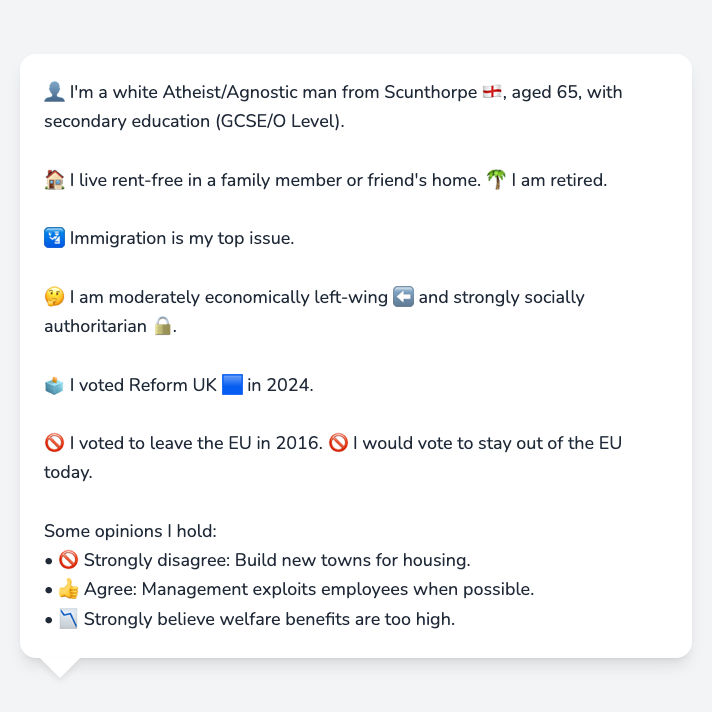 👤 I'm a white Atheist/Agnostic man from Scunthorpe 🏴󠁧󠁢󠁥󠁮󠁧󠁿, aged 65, with
secondary education (GCSE/O Level).
🏠 I live rent-free in a family member or friend's home. 🌴 I am retired.
🛂 Immigration is my top issue.
🤔 I am moderately economically left-wing ⬅️ and strongly socially
authoritarian 🔒.
🗳️ I voted Reform UK 🟦 in 2024.
🚫 I voted to leave the EU in 2016. 🚫 I would vote to stay out of the EU
today.
Some opinions I hold:
• 🚫 Strongly disagree: Build new towns for housing.
• 👍 Agree: Management exploits employees when possible.
• 📉 Strongly believe welfare benefits are too high.